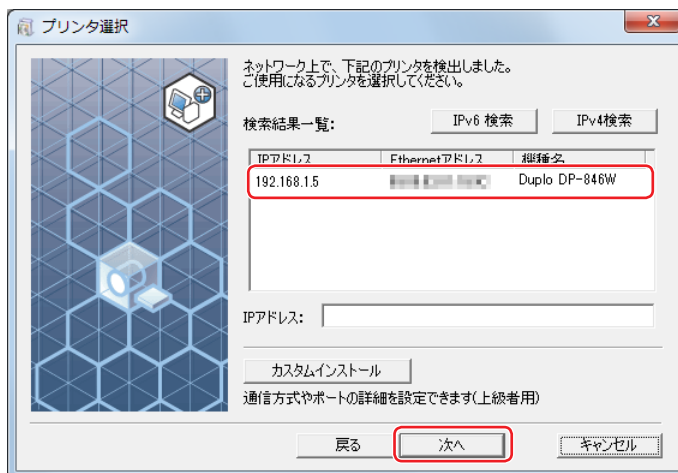 プリンタ選択
ネットワーク上で、下記のプリンタを検出しました。
ご使用になるプリンタを選択してください。
検索結果一覧: IPv6 検索 IPv4検索
IPアドレス Ethernetアドレス 機種名
192.168.1.5 Duplo DP-846W
IPアドレス:
カスタムインストール
通信方式やポートの詳細を設定できます(上級者用)
戻る 次へ キャンセル